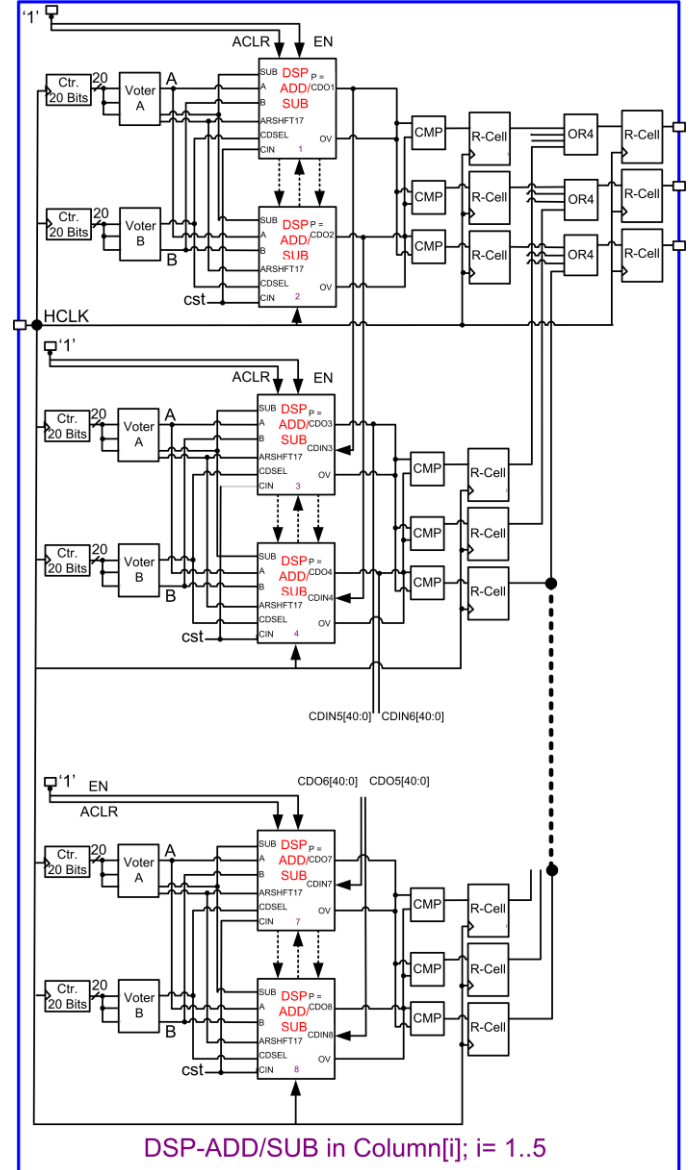 ‘1’
ACLR
EN
Ctr.
20 Bits
20
Voter
A
A
SUB
A
B
ARSHFT17
CDSEL
CIN
DSP
ADD/
SUB
P =
CDO1
OV
1
CMP
R-Cell
OR4
R-Cell
CMP
R-Cell
OR4
R-Cell
CMP
R-Cell
OR4
R-Cell
Ctr.
20 Bits
20
Voter
B
B
SUB
A
B
ARSHFT17
CDSEL
CIN
DSP
ADD/
SUB
P =
CDO2
OV
2
cst
HCLK
‘1’
ACLR
EN
Ctr.
20 Bits
20
Voter
A
A
SUB
A
B
ARSHFT17
CDSEL
CIN
DSP
ADD/
SUB
P =
CDO3
CDIN3
OV
3
CMP
R-Cell
CMP
R-Cell
CMP
R-Cell
Ctr.
20 Bits
20
Voter
B
B
SUB
A
B
ARSHFT17
CDSEL
CIN
DSP
ADD/
SUB
P =
CDO4
CDIN4
OV
4
cst
CDIN5[40:0]
CDIN6[40:0]
‘1’
EN
ACLR
CDO6[40:0]
CDO5[40:0]
Ctr.
20 Bits
20
Voter
A
A
SUB
A
B
ARSHFT17
CDSEL
CIN
DSP
ADD/
SUB
P =
CDO7
CDIN7
OV
7
CMP
R-Cell
CMP
R-Cell
CMP
R-Cell
Ctr.
20 Bits
20
Voter
B
B
SUB
A
B
ARSHFT17
CDSEL
CIN
DSP
ADD/
SUB
P =
CDO8
CDIN8
OV
8
cst
DSP-ADD/SUB in Column[i]; i= 1..5